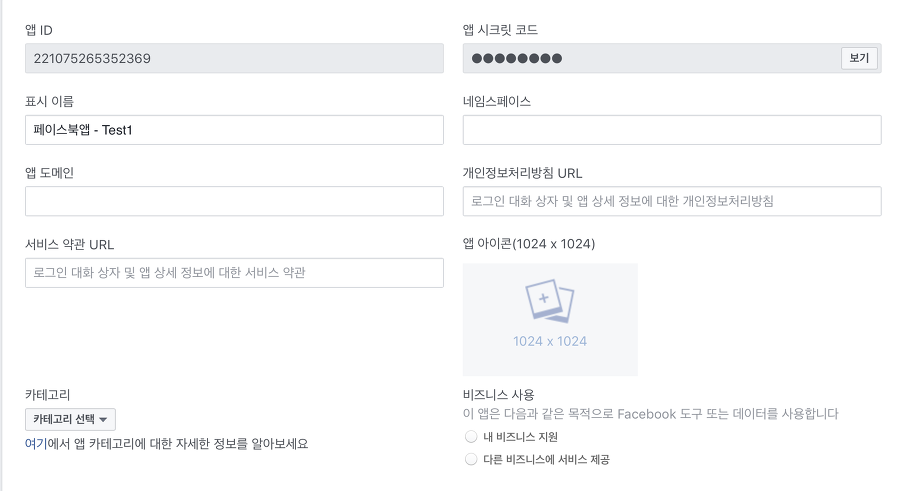 앱 ID
앱 시크릿 코드
221075265352369
●●●●●●●●
보기
표시 이름
네임스페이스
페이스북앱 - Test1
앱 도메인
개인정보처리방침 URL
로그인 대화 상자 및 앱 상세 정보에 대한 개인정보처리방침
서비스 약관 URL
앱 아이콘(1024 x 1024)
로그인 대화 상자 및 앱 상세 정보에 대한 서비스 약관
1024 x 1024
카테고리
비즈니스 사용
카테고리 선택
이 앱은 다음과 같은 목적으로 Facebook 도구 또는 데이터를 사용합니다
여기에서 앱 카테고리에 대한 자세한 정보를 알아보세요
내 비즈니스 지원
다른 비즈니스에 서비스 제공